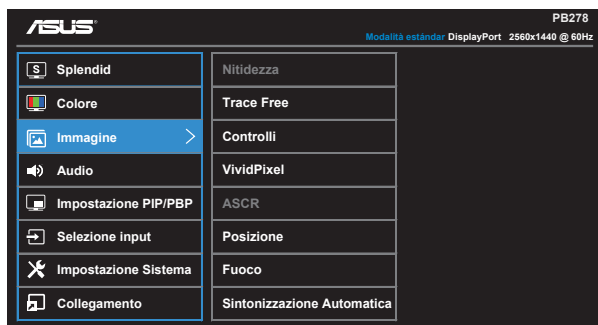 ASUS
PB278
Modalità estándar DisplayPort 2560x1440 @ 60Hz
S Splendid
Colore
Immagine
Audio
Impostazione PIP/PBP
Selezione input
Impostazione Sistema
Collegamento
Nitidezza
Trace Free
Controlli
VividPixel
ASCR
Posizione
Fuoco
Sintonizzazione Automatica